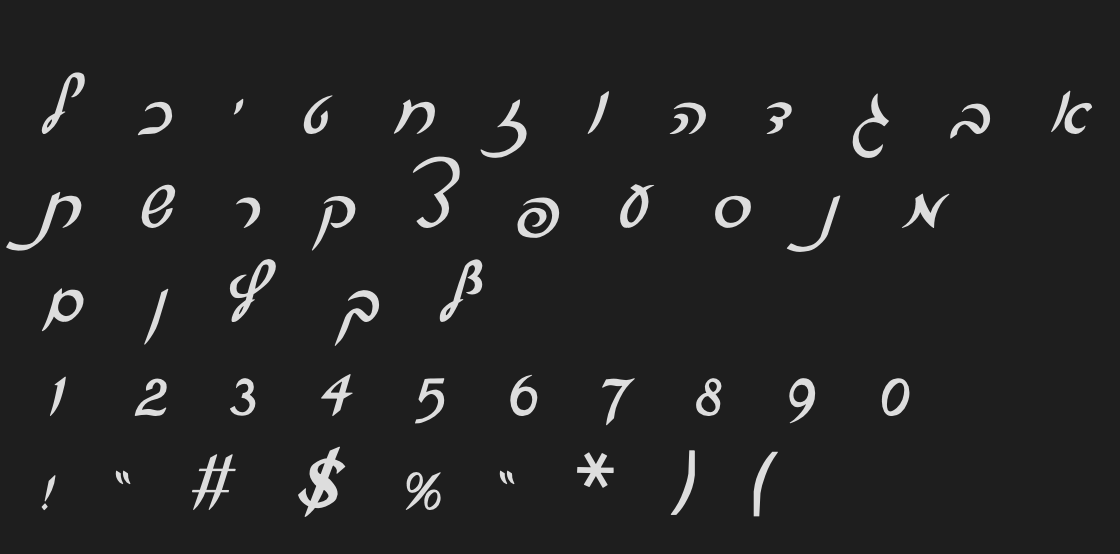 א ב ג ד ה ו ז ח ט י כ ל
מ נ ס ע פ צ ק ר ש ת
ץ ך ף ן ם
1 2 3 4 5 6 7 8 9 0
! “ # $ % “ * ) (